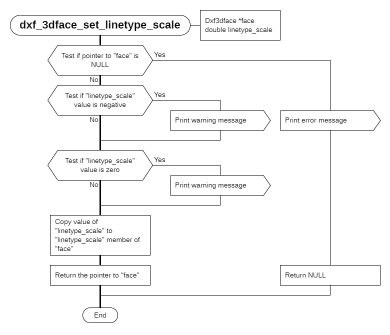 dxf_3dface_set_linetype_scale
Dxf3dface *face
double linetype_scale
Test if pointer to "face" is
NULL
Yes
No
Test if "linetype_scale"
value is negative
Yes
No
Print warning message
Print error message
Test if "linetype_scale"
value is zero
Yes
No
Print warning message
Copy value of
"linetype_scale" to
"linetype_scale" member of
"face"
Return the pointer to "face"
Return NULL
End